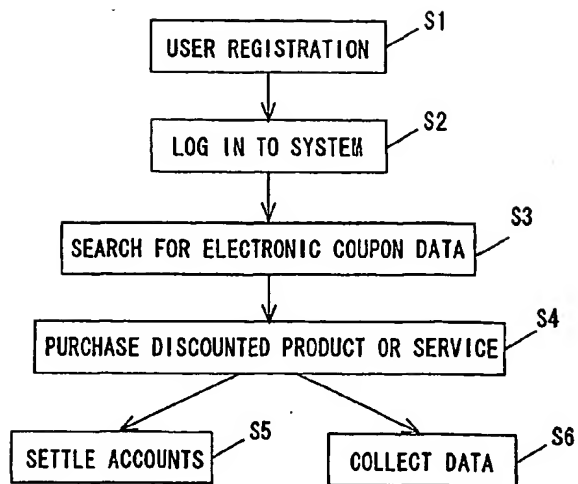 S1
USER REGISTRATION
S2
LOG IN TO SYSTEM
S3
SEARCH FOR ELECTRONIC COUPON DATA
S4
PURCHASE DISCOUNTED PRODUCT OR SERVICE
S5
SETTLE ACCOUNTS
S6
COLLECT DATA